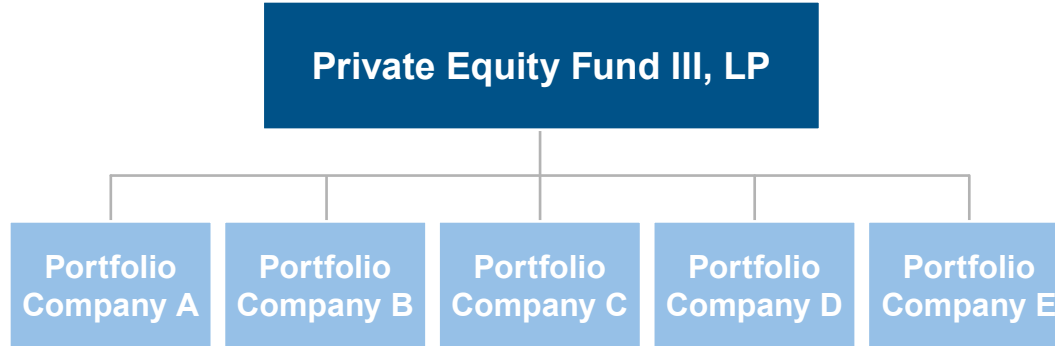 Private Equity Fund III, LP
Portfolio
Company A
Portfolio
Company B
Portfolio
Company C
Portfolio
Company D
Portfolio
Company E